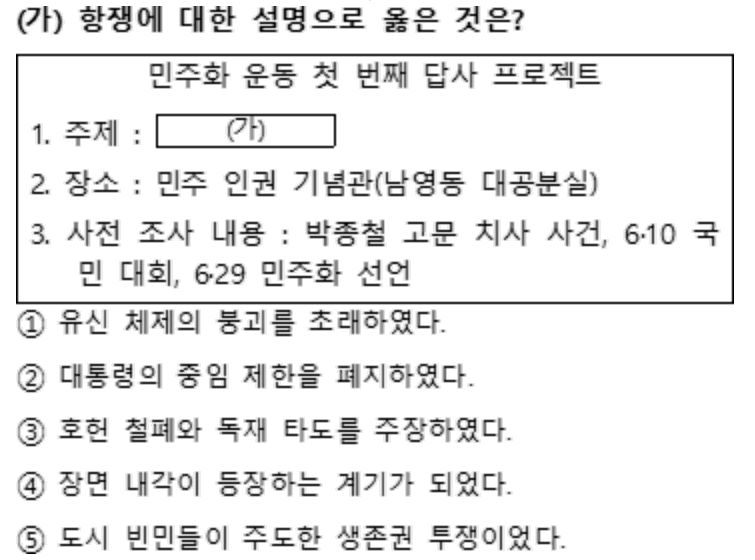 (가) 항쟁에 대한 설명으로 옳은 것은?
민주화 운동 첫 번째 답사 프로젝트
1. 주제 : (가)
2. 장소 : 민주 인권 기념관(남영동 대공분실)
3. 사전 조사 내용 : 박종철 고문 치사 사건, 6·10 국
민 대회, 6·29 민주화 선언
① 유신 체제의 붕괴를 초래하였다.
② 대통령의 중임 제한을 폐지하였다.
③ 호헌 철폐와 독재 타도를 주장하였다.
④ 장면 내각이 등장하는 계기가 되었다.
⑤ 도시 빈민들이 주도한 생존권 투쟁이었다.